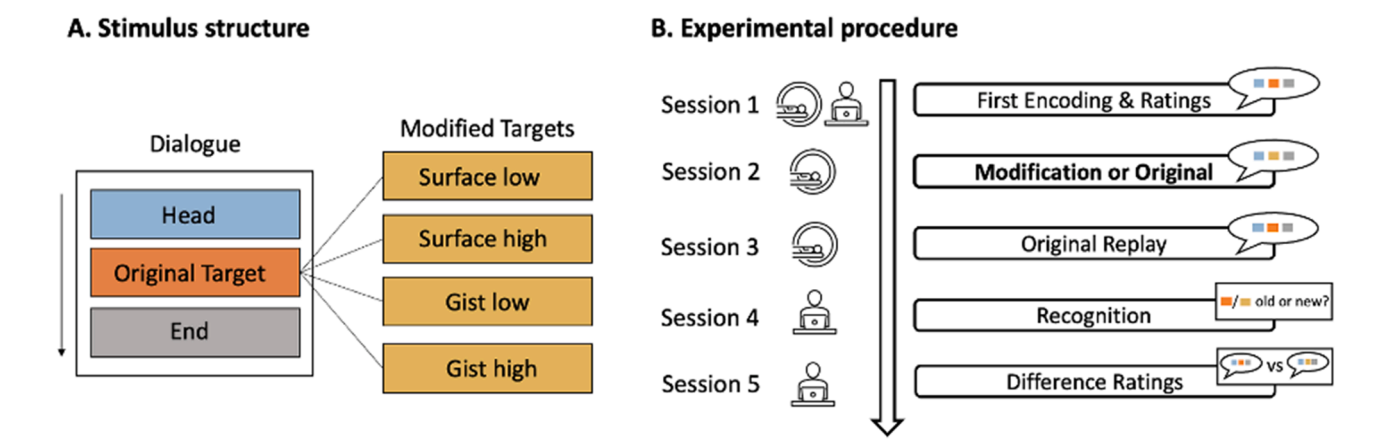 A. Stimulus structure
Dialogue
Head
Original Target
End
Modified Targets
Surface low
Surface high
Gist low
Gist high
B. Experimental procedure
Session 1
First Encoding & Ratings
Session 2
Modification or Original
Session 3
Original Replay
Session 4
Recognition
/ old or new?
Session 5
Difference Ratings
vs